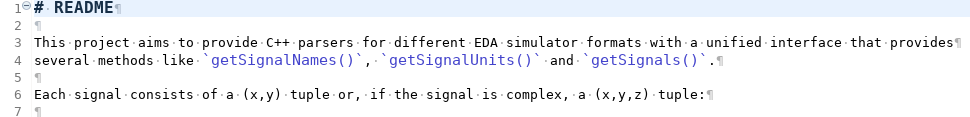 1 # README¶
2 ¶
3 This·project·aims·to·provide·C++·parsers·for·different·EDA·simulator·formats·with·a·unified·interface·that·provides¶
4 several·methods·like·`getSignalNames()`,·`getSignalUnits()`·and·`getSignals()`.¶
5 ¶
6 Each·signal·consists·of·a·(x,y)·tuple·or,·if·the·signal·is·complex,·a·(x,y,z)·tuple:¶
7 ¶